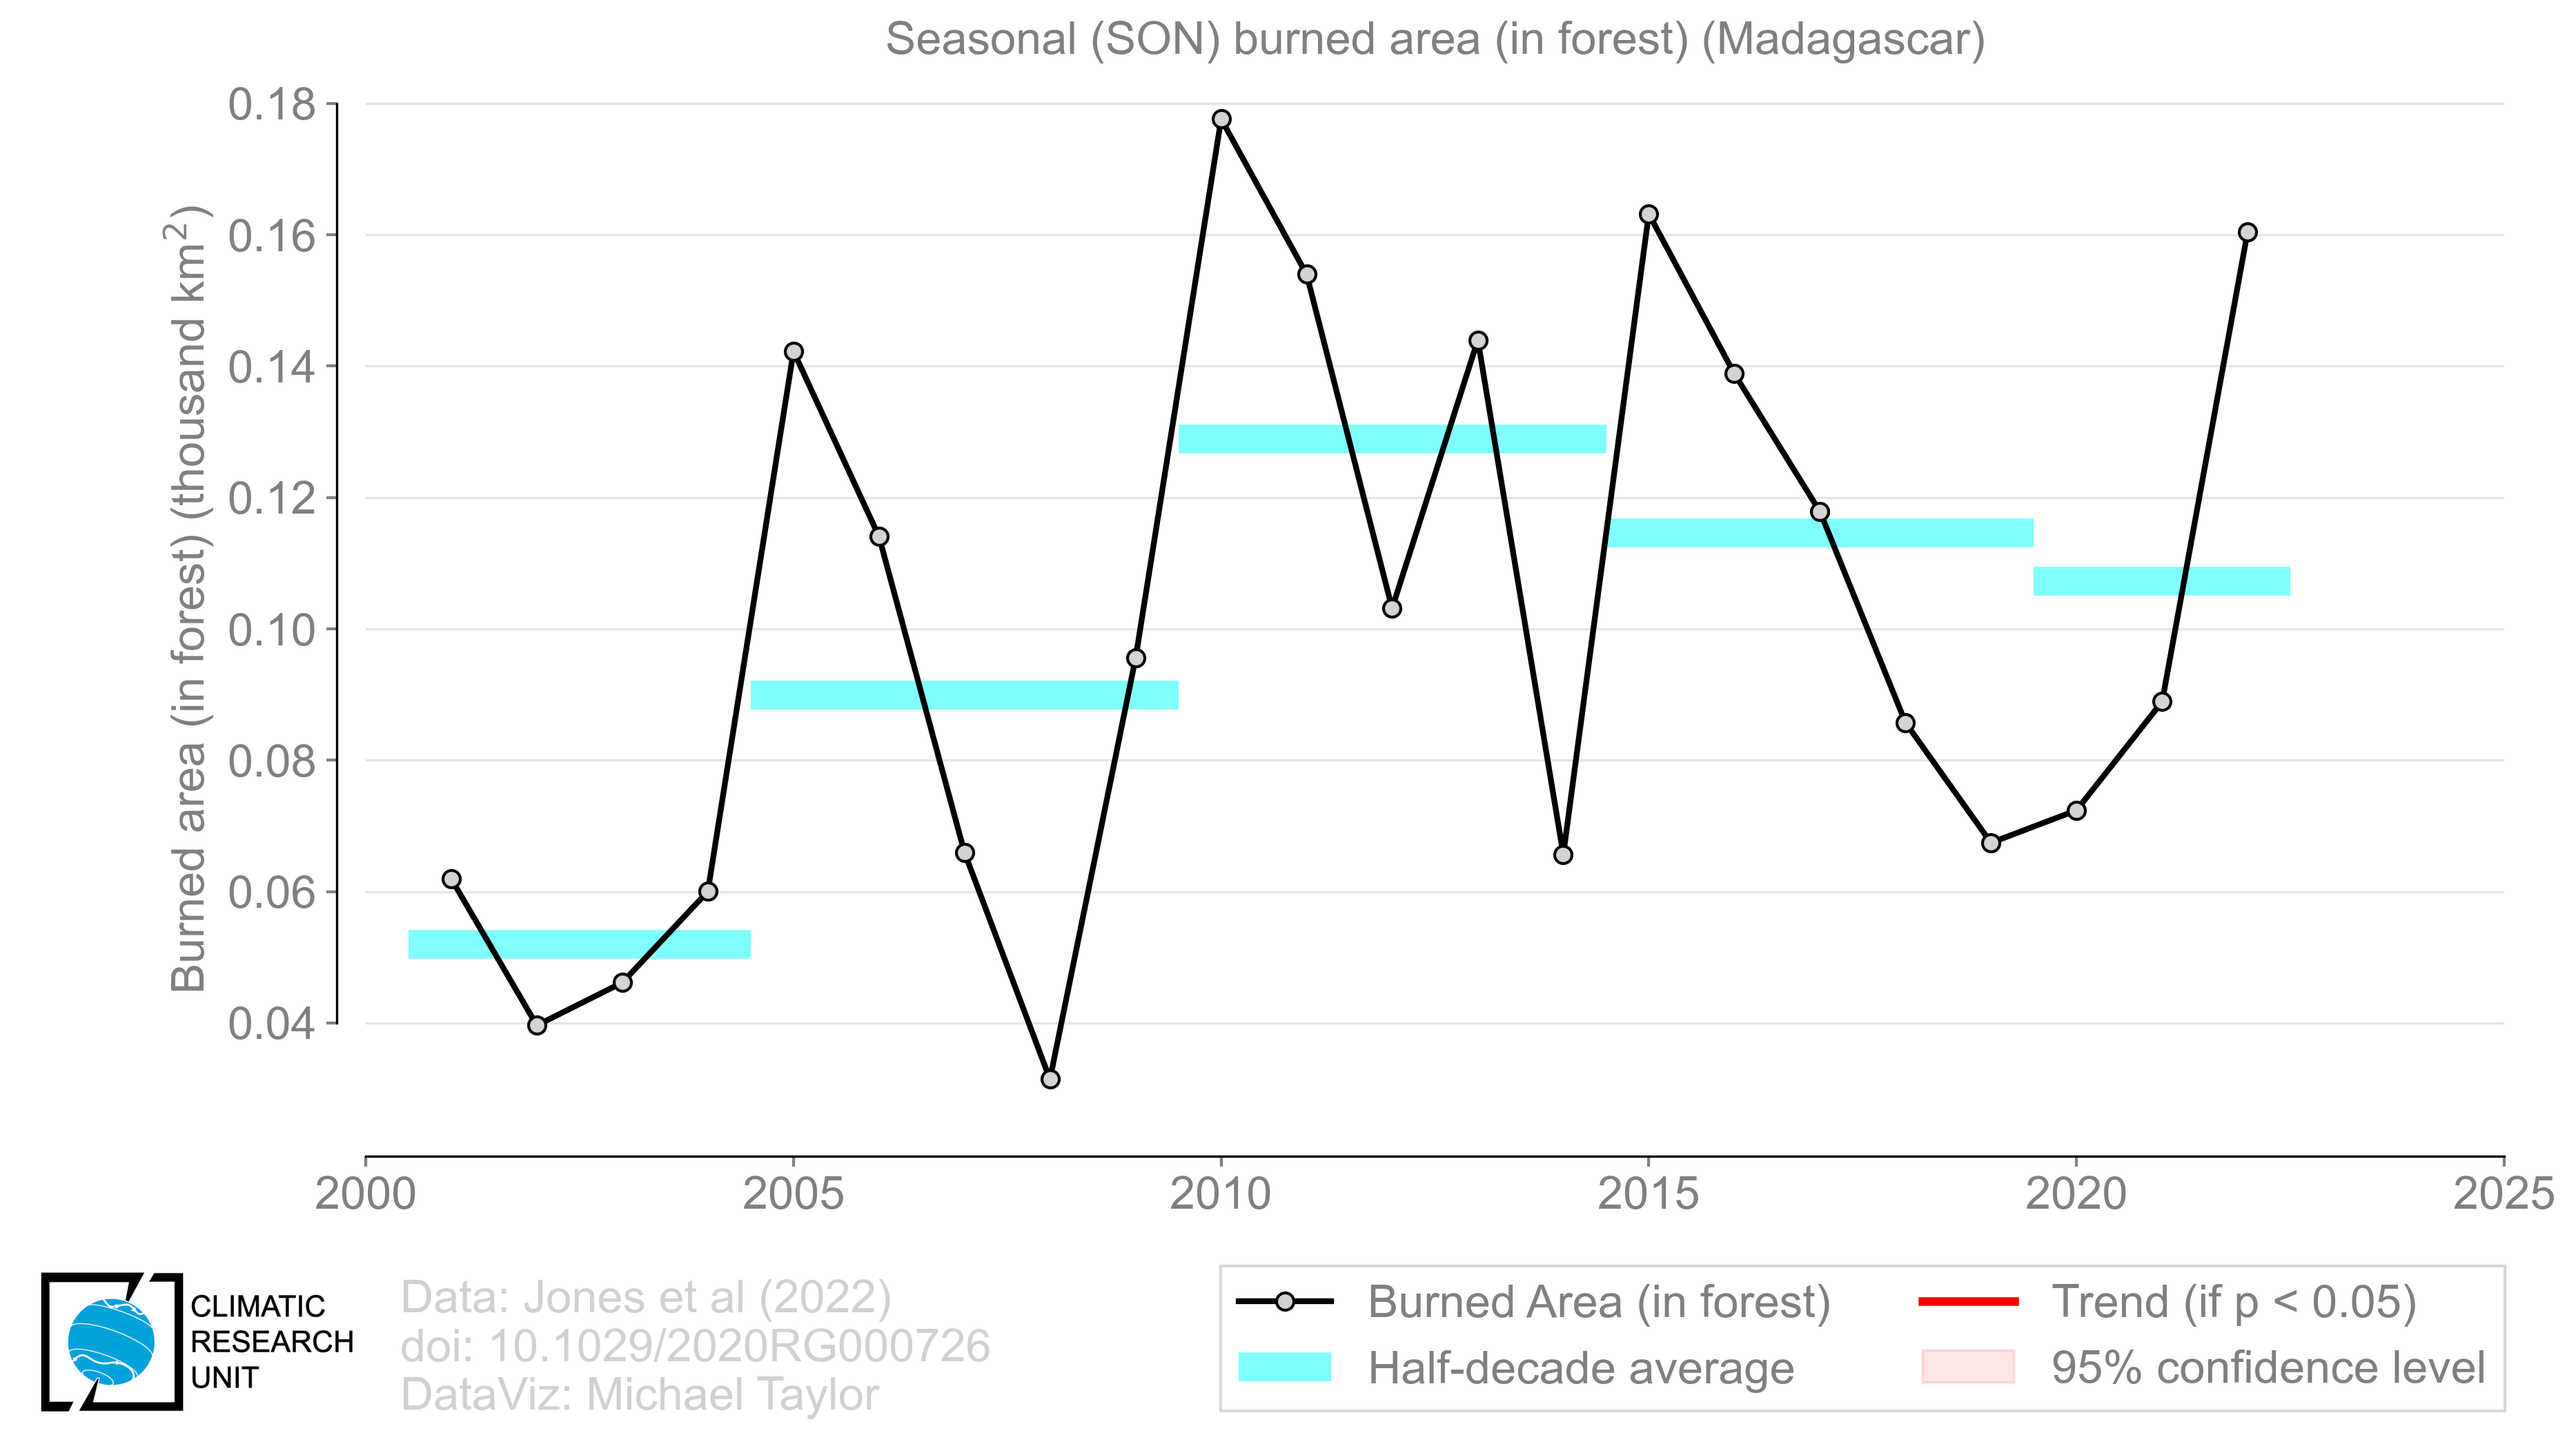 Seasonal (SON) burned area (in forest) (Madagascar)
Burned area (in forest) (thousand km²)
0.18
0.16
0.14
0.12
0.10
0.08
0.06
0.04
2000 2005 2010 2015 2020 2025
CLIMATIC
RESEARCH
UNIT
Data: Jones et al (2022)
doi: 10.1029/2020RG000726
DataViz: Michael Taylor
Burned Area (in forest)
Half-decade average
Trend (if p < 0.05)
95% confidence level